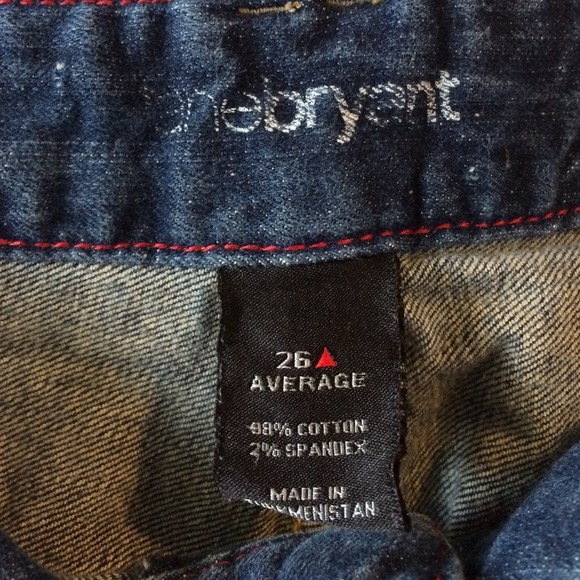 lanebryant
26
AVERAGE
98% COTTON
2% SPANDEX
MADE IN
TURKMENISTAN